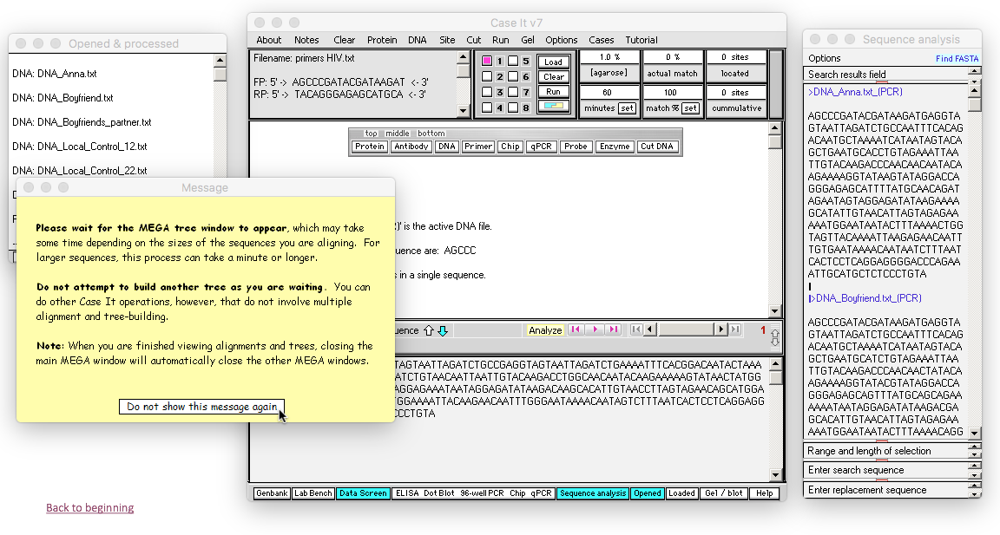 Opened & processed
DNA: DNA_Anna.txt
DNA: DNA_Boyfriend.txt
DNA: DNA_Boyfriends_partner.txt
DNA: DNA_Local_Control_12.txt
DNA: DNA_Local_Control_22.txt
Message
Please wait for the MEGA tree window to appear, which may take
some time depending on the sizes of the sequences you are aligning. For
larger sequences, this process can take a minute or longer.
Do not attempt to build another tree as you are waiting. You can
do other Case It operations, however, that do not involve multiple
alignment and tree-building.
Note: When you are finished viewing alignments and trees, closing the
main MEGA window will automatically close the other MEGA windows.
Do not show this message again
Back to beginning
Case It v7
About Notes Clear Protein DNA Site Cut Run Gel Options Cases Tutorial
Filename: primers HIV.txt
FP: 5' -> AGCCCGATACGATAAGAT <- 3'
RP: 5' -> TACAGGGAGAGCATGCA <- 3'
1 5 Load
2 6 Clear
3 7 Run
4 8
1.0 % 0 % 0 sites
[agarose] actual match located
60 100 0 sites
minutes set match % set cummulative
top middle bottom
Protein Antibody DNA Primer Chip qPCR Probe Enzyme Cut DNA
)' is the active DNA file.
uence are: AGCCC
s in a single sequence.
uence Analyze 1
TAGTAATTAGATCTGCCGAGGTAGTTAGATCTGAAAATTTCACGGACAATACTAAA
ATCTGTAACAATTAATTGTACAAGACCTGGCAACAATACAAGAAAAAGTATAACTATGG
Genbank Lab Bench Data Screen ELISA Dot Blot 96-well PCR Chip qPCR Sequence analysis Opened Loaded Gel / blot Help
Sequence analysis
Options Find FASTA
Search results field
>DNA_Anna.txt_(PCR)
AGCCCGATACGATAAGATGAGGTA
GTAATTAGATCTGCCAATTTCACAG
ACAATGCTAAAATCATAATAGTACA
GCTGAATGCACCTGTAGAAATTAA
TTGTACAAGACCCAACAACAATACA
AGAAAAGGTATAAGTATAGGACCA
GGGAGAGCATTTTATGCAACAGAT
AGAATAGTAGGAGATATAAGAAAA
GCATATTGTAACATTAGTAGAGAA
AAATGGAATAATACTTTAAAACTGG
TAGTTACAAAATTAAGAGAACAATT
TGTGAATAAAACAATAATCTTTAAT
CACTCCTCAGGAGGGGACCCAGAA
ATTGCATGCTCTCCCTGTA
>DNA_Boyfriend.txt_(PCR)
AGCCCGATACGATAAGATGAGGTA
GTAATTAGATCTGCCAATTTCACAG
ACAATGCTAAAATCATAATAGTACA
GCTGAATGCATCTGTAGAAATTAA
TTGTACAAGACCCAACAACTATACA
AGAAAAGGTATACGTATAGGACCA
GGGAGAGCAGTTTATGCAGCAGA
AAAAATAATAGGAGATATAAGACGA
GCACATTGTAACATTAGTAGAGAA
AAATGGAATAATACTTTAAAACAGG
Range and length of selection
Enter search sequence
Enter replacement sequence